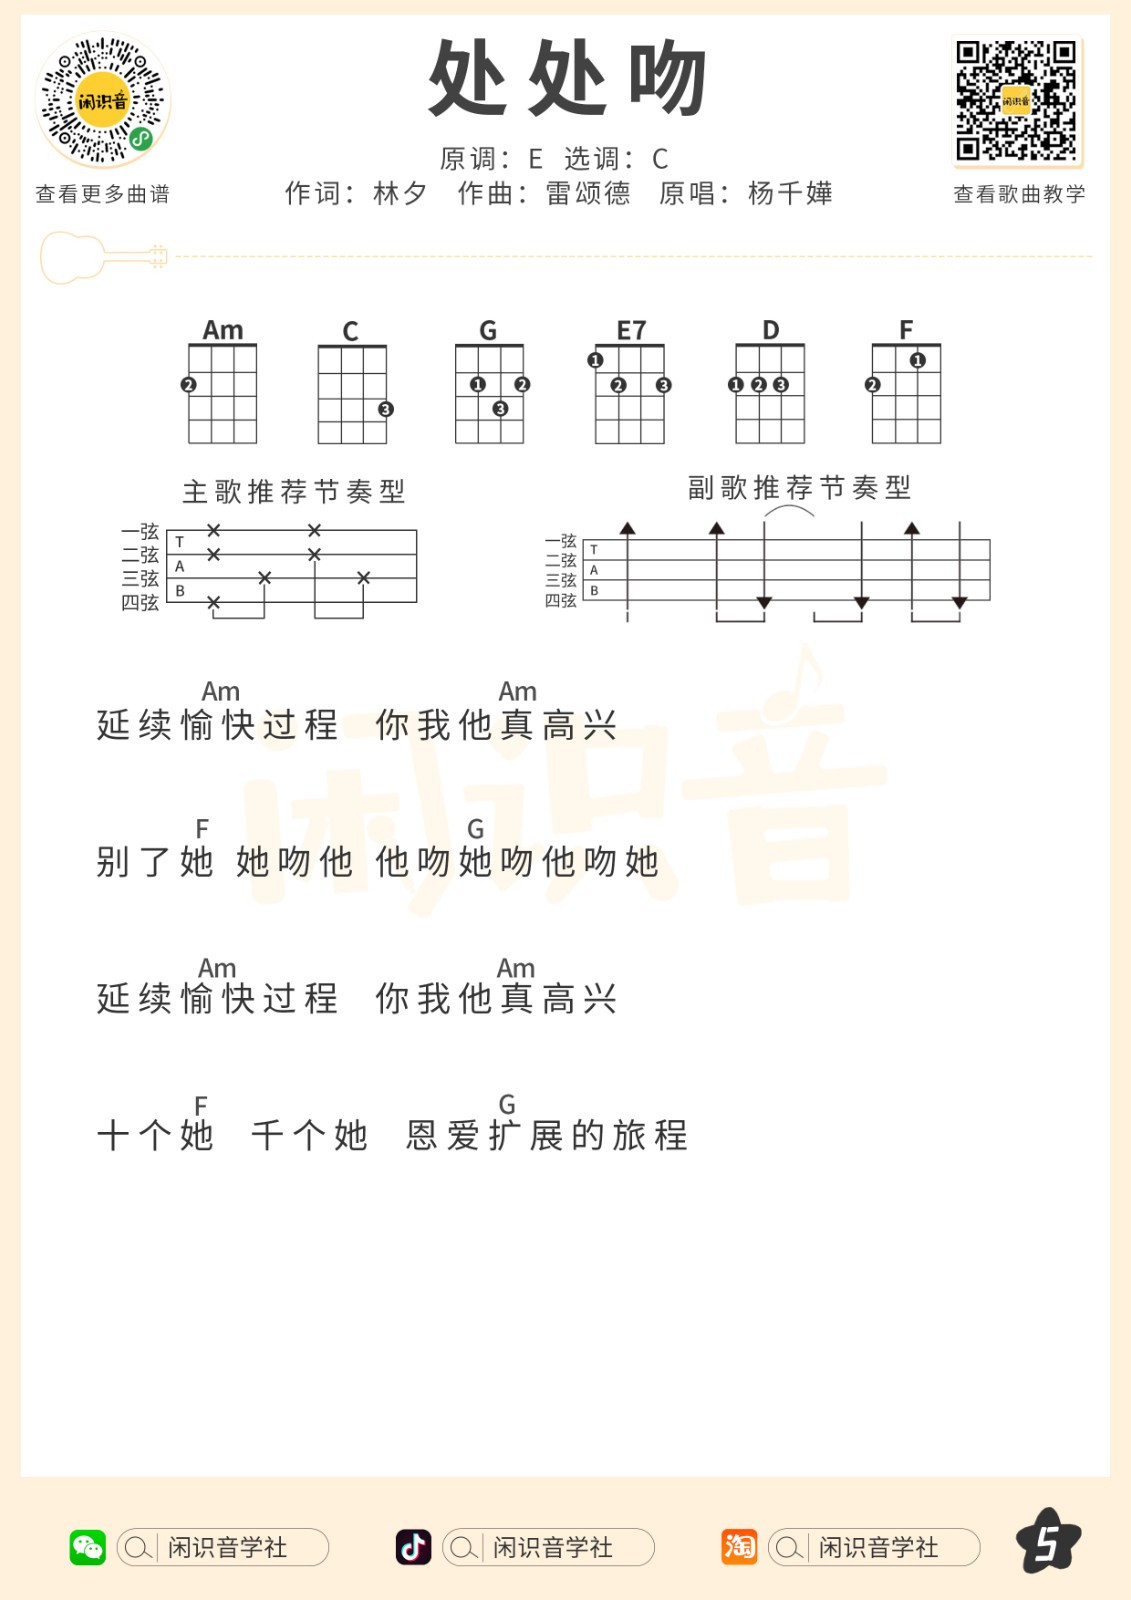 处处吻
闲识音
闲识音
原调：E 选调：C
查看更多曲谱
作词：林夕 作曲：雷颂德 原唱：杨千嬅
查看歌曲教学
Am C G E7 D F
2
3
1 2 3
1 2 3
1 2 3
1 2
主歌推荐节奏型
一弦
二弦
三弦
四弦
T
A
B
副歌推荐节奏型
一弦
二弦
三弦
四弦
T
A
B
Am Am
延续愉快过程 你我他真高兴
F G
别了她 她吻他 他吻她吻他吻她
Am Am
延续愉快过程 你我他真高兴
F G
十个她 千个她 恩爱扩展的旅程
闲识音
闲识音学社
闲识音学社
淘 闲识音学社
5